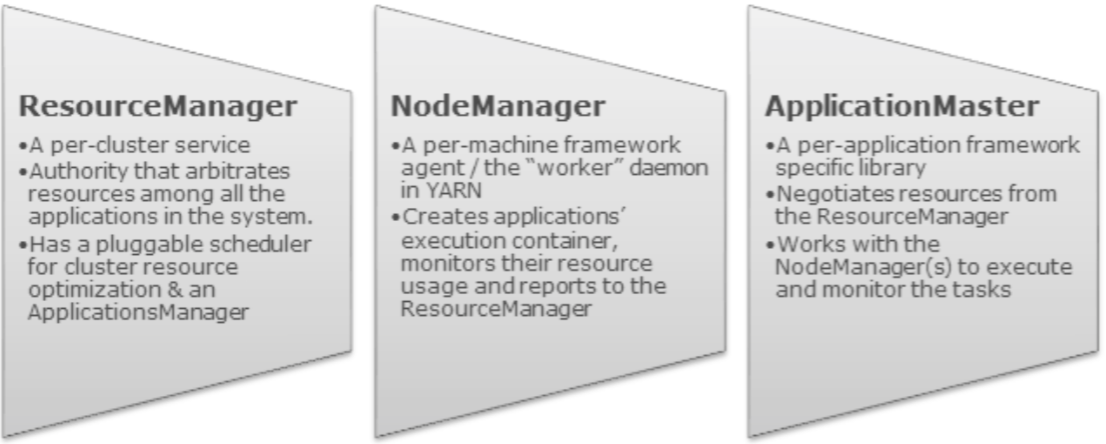 ResourceManager
•A per-cluster service
•Authority that arbitrates
resources among all the
applications in the system.
•Has a pluggable scheduler
for cluster resource
optimization & an
ApplicationsManager
NodeManager
•A per-machine framework
agent / the “worker” daemon
in YARN
•Creates applications’
execution container,
monitors their resource
usage and reports to the
ResourceManager
ApplicationMaster
•A per-application framework
specific library
•Negotiates resources from
the ResourceManager
•Works with the
NodeManager(s) to execute
and monitor the tasks